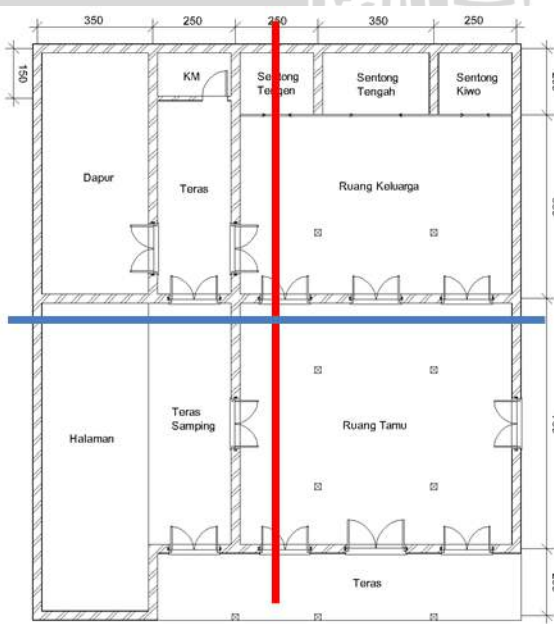 350 250 250 350 250
150
KM
Sentong
Tengen
Sentong
Tengah
Sentong
Kiwo
Dapur
Teras
Ruang Keluarga
Teras
Samping
Halaman
Ruang Tamu
Teras